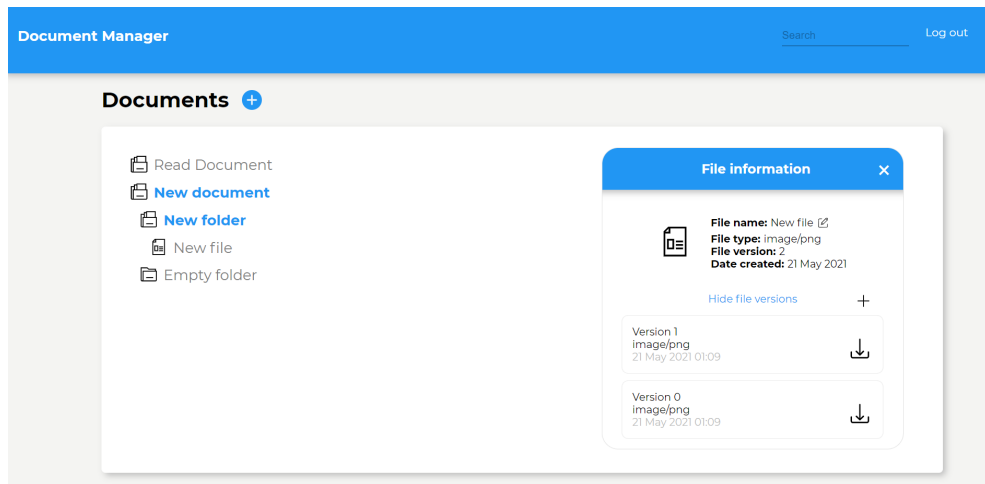 Document Manager
Search
Log out
Documents
Read Document
New document
New folder
New file
Empty folder
File information
File name: New file
File type: image/png
File version: 2
Date created: 21 May 2021
Hide file versions
Version 1
image/png
21 May 2021 01:09
Version 0
image/png
21 May 2021 01:09